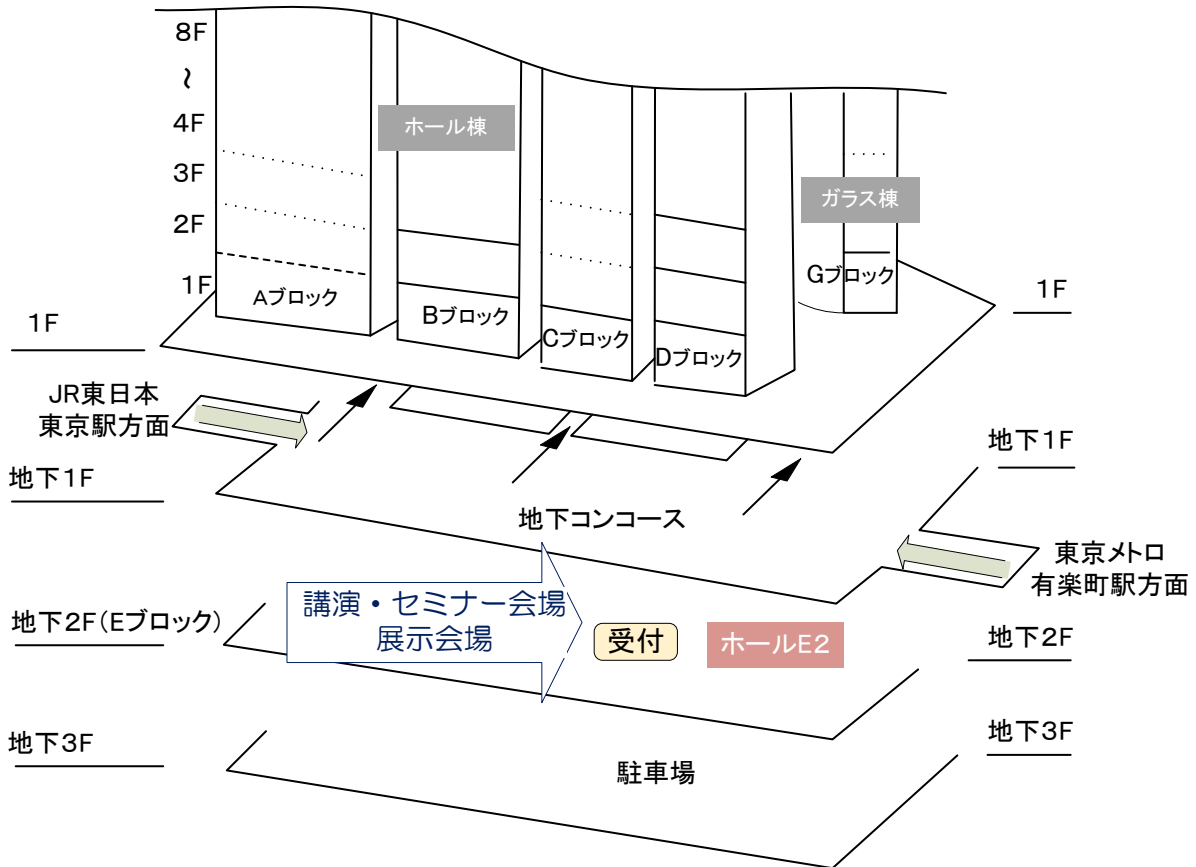 8F
~
4F
3F
2F
1F
ホール棟
ガラス棟
Aブロック
Bブロック
Cブロック
Dブロック
Gブロック
1F
1F
JR東日本
東京駅方面
地下1F
地下1F
地下コンコース
東京メトロ
有楽町駅方面
地下2F(Eブロック)
講演・セミナー会場
展示会場
受付
ホールE2
地下2F
地下3F
駐車場
地下3F